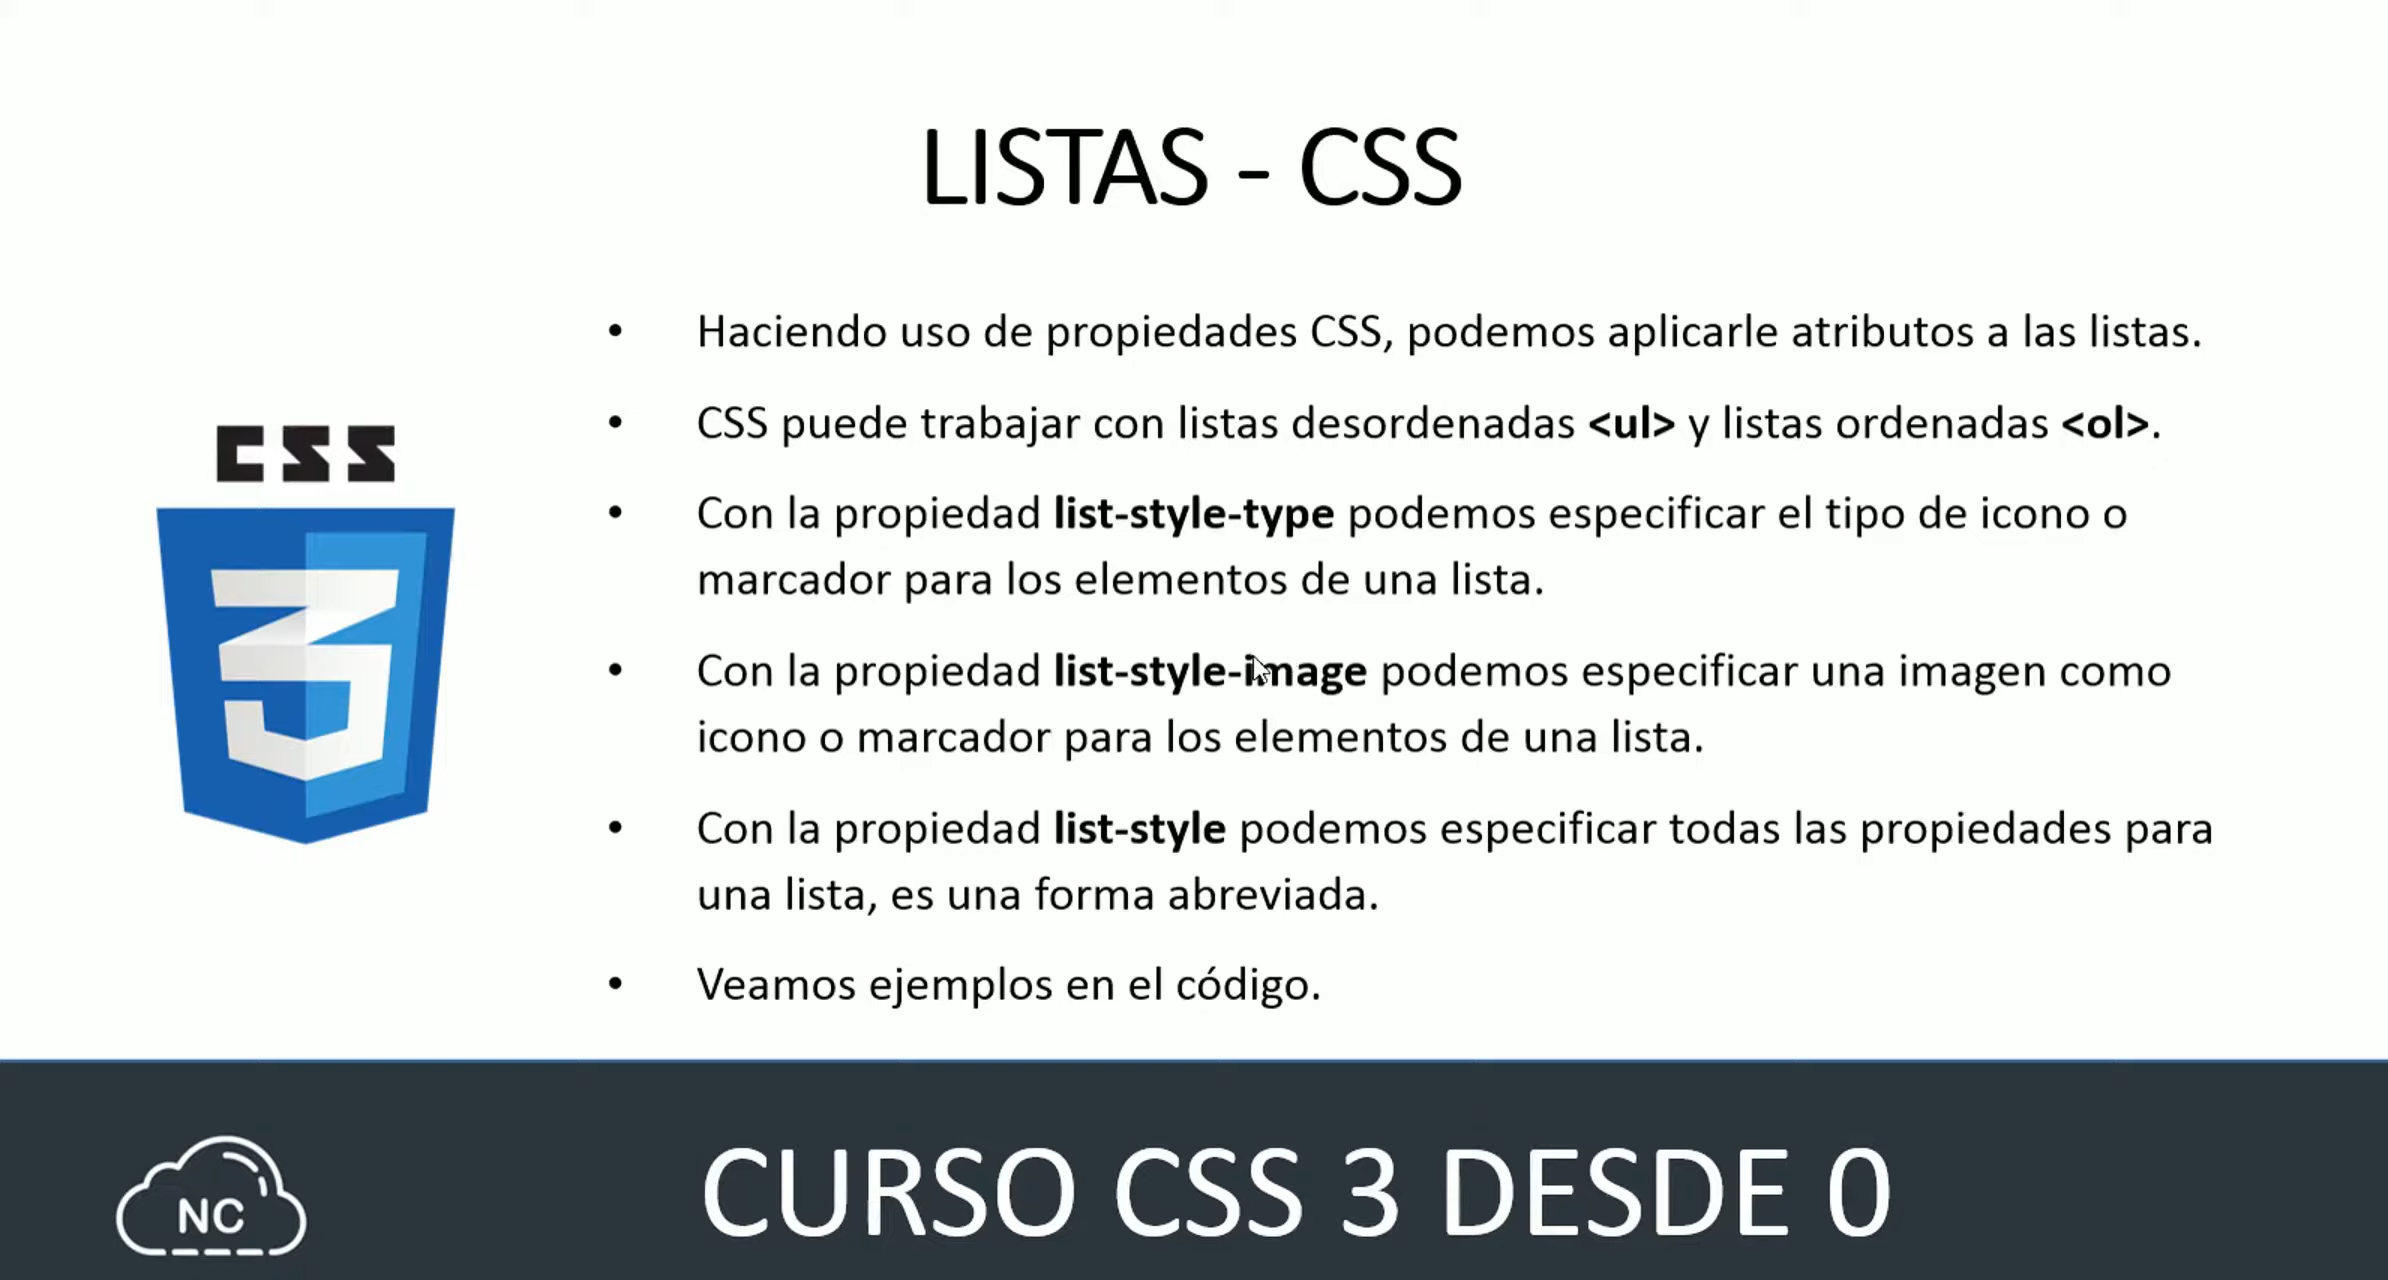 LISTAS - CSS
• Haciendo uso de propiedades CSS, podemos aplicarle atributos a las listas.
• CSS puede trabajar con listas desordenadas <ul> y listas ordenadas <ol>.
• Con la propiedad list-style-type podemos especificar el tipo de icono o
marcador para los elementos de una lista.
• Con la propiedad list-style-image podemos especificar una imagen como
icono o marcador para los elementos de una lista.
• Con la propiedad list-style podemos especificar todas las propiedades para
una lista, es una forma abreviada.
• Veamos ejemplos en el código.
CSS
3
NC
CURSO CSS 3 DESDE 0